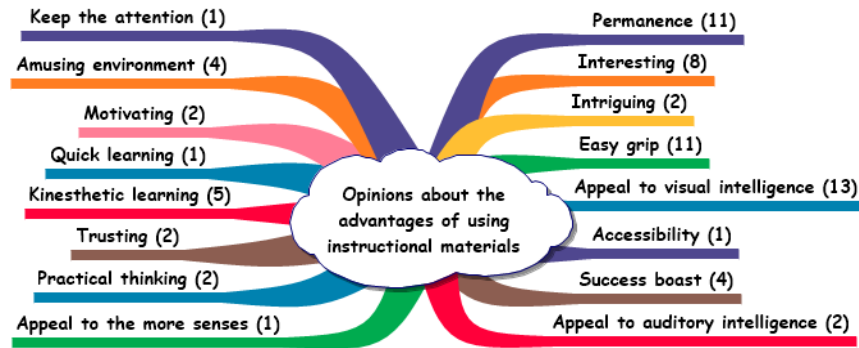 Keep the attention (1)
Amusing environment (4)
Motivating (2)
Quick learning (1)
Kinesthetic learning (5)
Trusting (2)
Practical thinking (2)
Appeal to the more senses (1)
Opinions about the
advantages of using
instructional materials
Permanence (11)
Interesting (8)
Intriguing (2)
Easy grip (11)
Appeal to visual intelligence (13)
Accessibility (1)
Success boast (4)
Appeal to auditory intelligence (2)